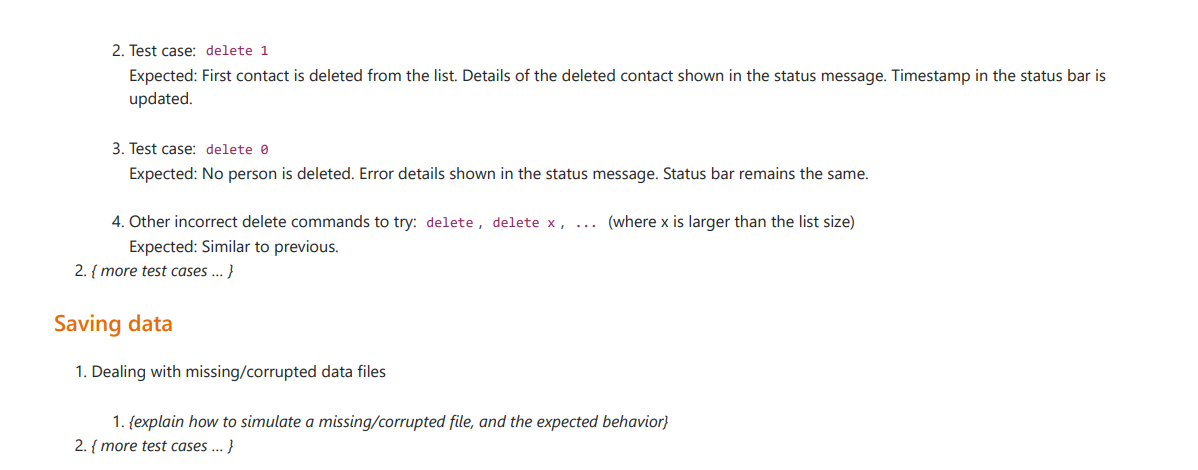 2. Test case: delete 1
Expected: First contact is deleted from the list. Details of the deleted contact shown in the status message. Timestamp in the status bar is
updated.
3. Test case: delete 0
Expected: No person is deleted. Error details shown in the status message. Status bar remains the same.
4. Other incorrect delete commands to try: delete, delete x, ... (where x is larger than the list size)
Expected: Similar to previous.
2. { more test cases ... }
Saving data
1. Dealing with missing/corrupted data files
1. {explain how to simulate a missing/corrupted file, and the expected behavior}
2. { more test cases ... }